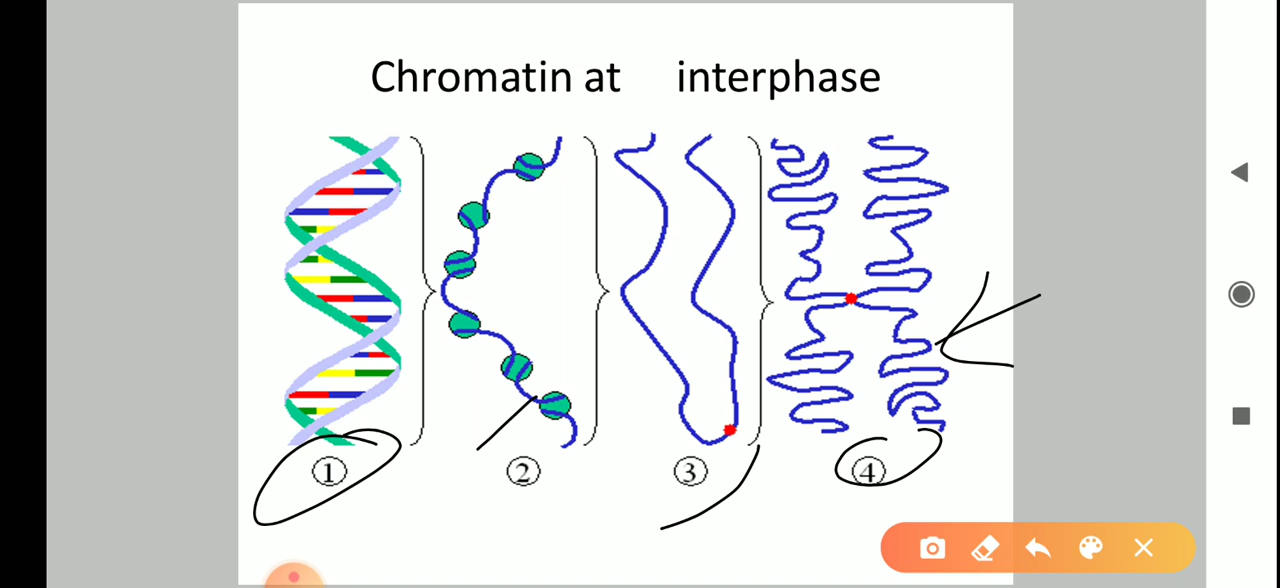 Chromatin at interphase
① ② ③ ④